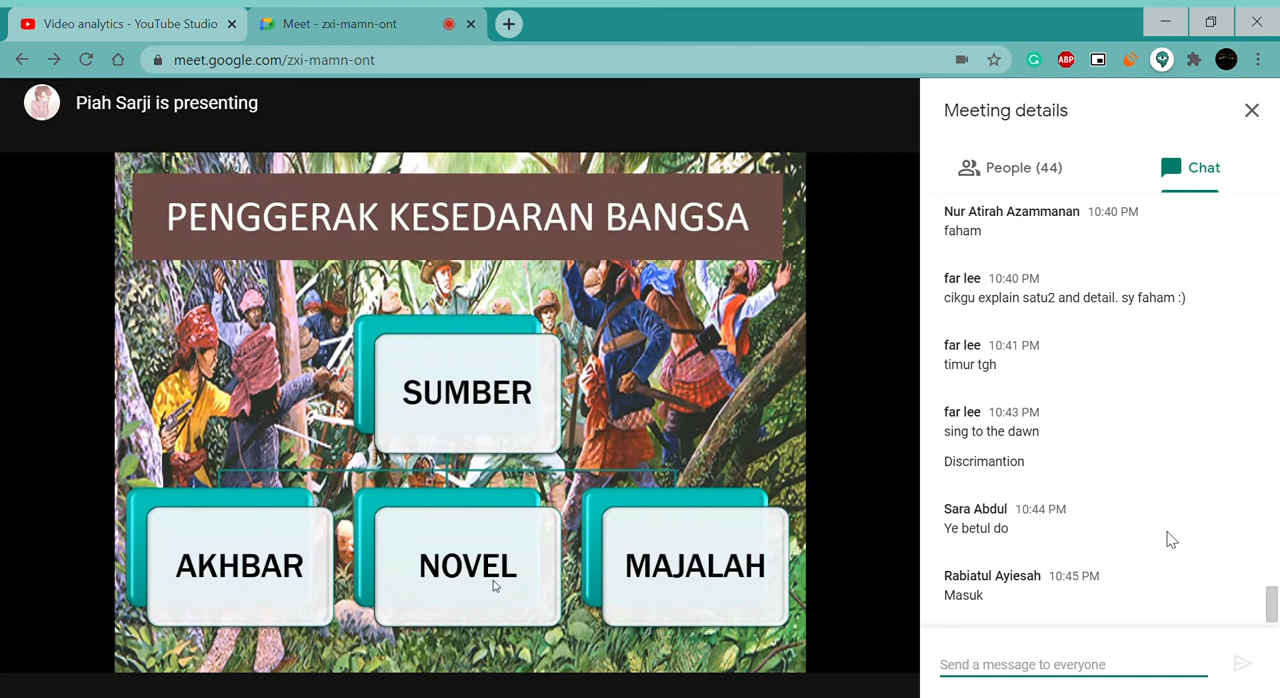 Video analytics - YouTube Studio
Meet - zxi-mamn-ont
meet.google.com/zxi-mamn-ont
ABP
Piah Sarji is presenting
PENGGERAK KESEDARAN BANGSA
SUMBER
AKHBAR
NOVEL
MAJALAH
Meeting details
People (44)
Chat
Nur Atirah Azammanan 10:40 PM
faham
far lee 10:40 PM
cikgu explain satu2 and detail. sy faham :)
far lee 10:41 PM
timur tgh
far lee 10:43 PM
sing to the dawn
Discrimantion
Sara Abdul 10:44 PM
Ye betul do
Rabiatul Ayiesah 10:45 PM
Masuk
Send a message to everyone